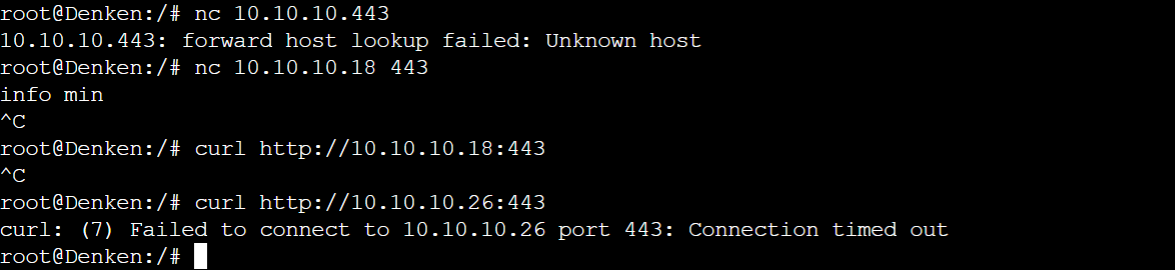 root@Denken:/# nc 10.10.10.443
10.10.10.443: forward host lookup failed: Unknown host
root@Denken:/# nc 10.10.10.18 443
info min
^C
root@Denken:/# curl http://10.10.10.18:443
^C
root@Denken:/# curl http://10.10.10.26:443
curl: (7) Failed to connect to 10.10.10.26 port 443: Connection timed out
root@Denken:/#